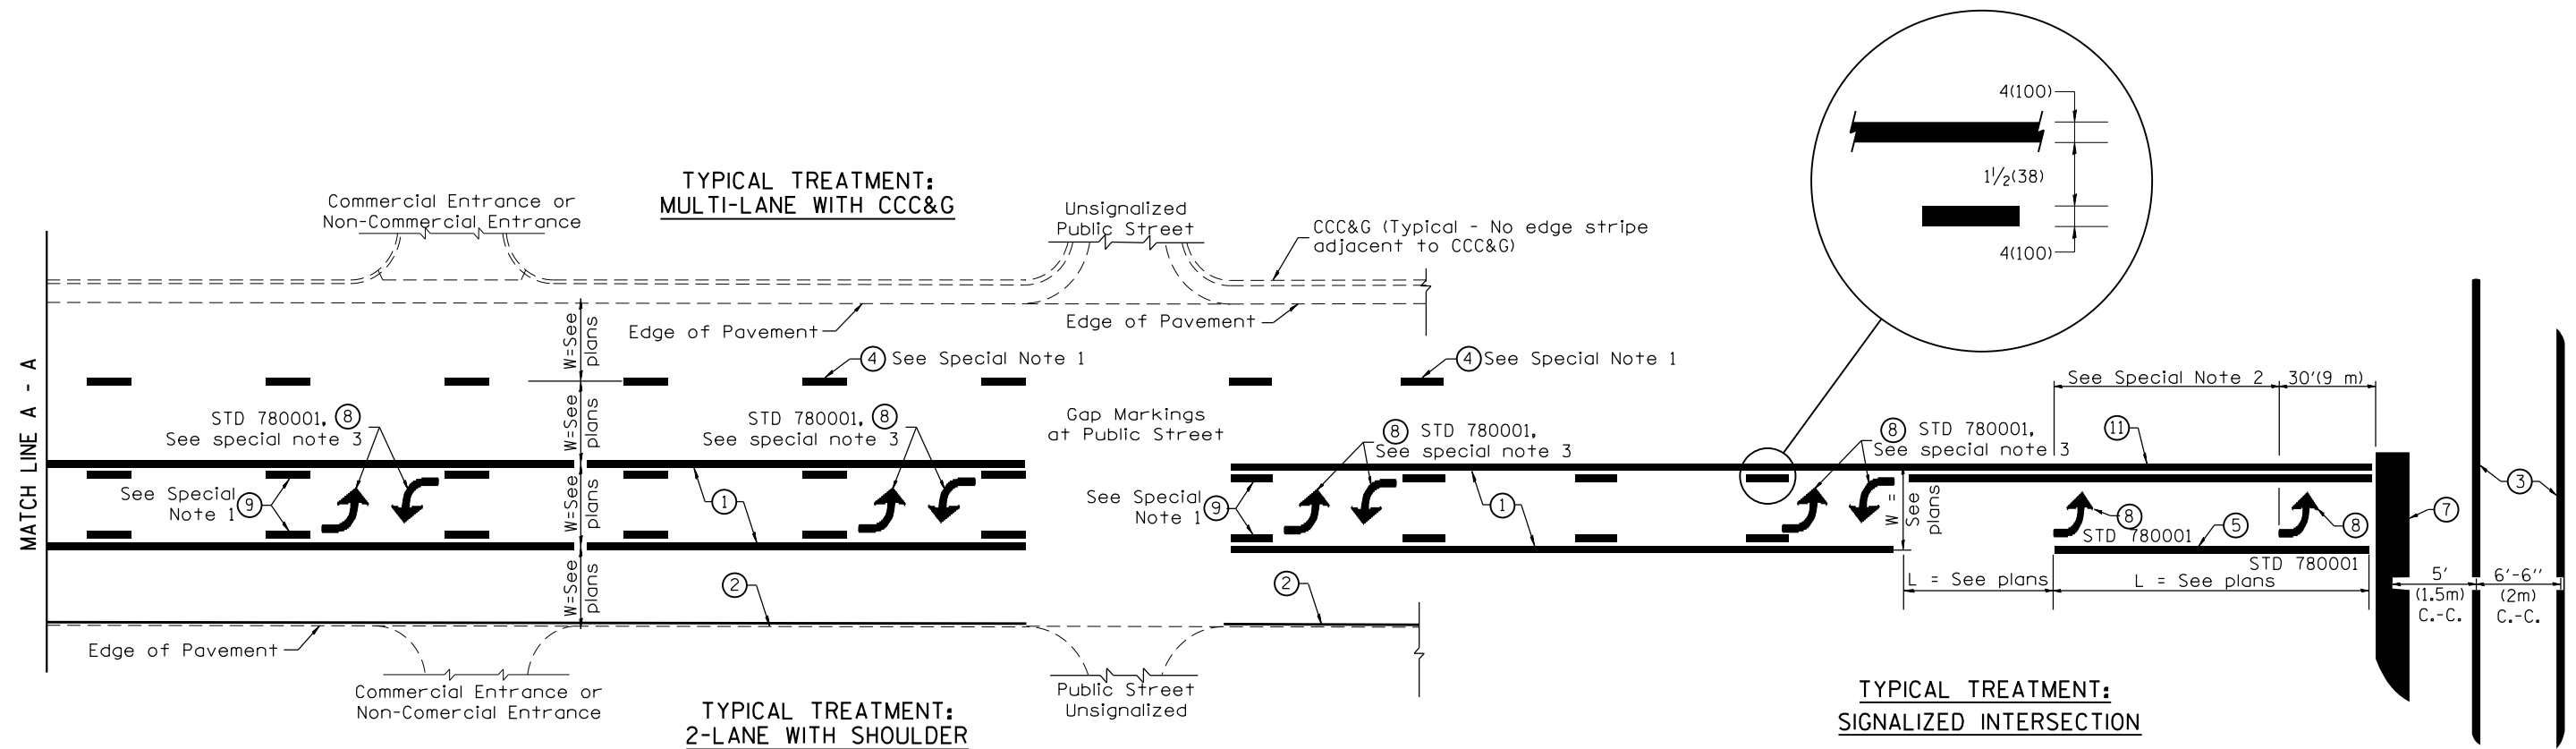 TYPICAL TREATMENT:
MULTI-LANE WITH CCC&G
Commercial Entrance or
Non-Commercial Entrance
Unsignalized
Public Street
CCC&G (Typical - No edge stripe
adjacent to CCC&G)
4(100)
1½(38)
4(100)
Edge of Pavement
Edge of Pavement
W=See
plans
4 See Special Note 1
4 See Special Note 1
MATCH LINE A - A
STD 780001, 8
See special note 3
W=See
plans
STD 780001, 8
See special note 3
Gap Markings
at Public Street
8 STD 780001,
See special note 3
8 STD 780001,
See special note 3
See Special Note 2
30'(9 m)
11
3
See Special
Note 1
9
W=See
plans
1
See Special
Note 1
9
1
W =
See
plans
8
STD 780001
5
8
STD 780001
7
2
W=See
plans
2
L = See plans
L = See plans
5'
(1.5m)
C.-C.
6'-6''
(2m)
C.-C.
Edge of Pavement
Commercial Entrance or
Non-Comercial Entrance
Public Street
Unsignalized
TYPICAL TREATMENT:
2-LANE WITH SHOULDER
TYPICAL TREATMENT:
SIGNALIZED INTERSECTION